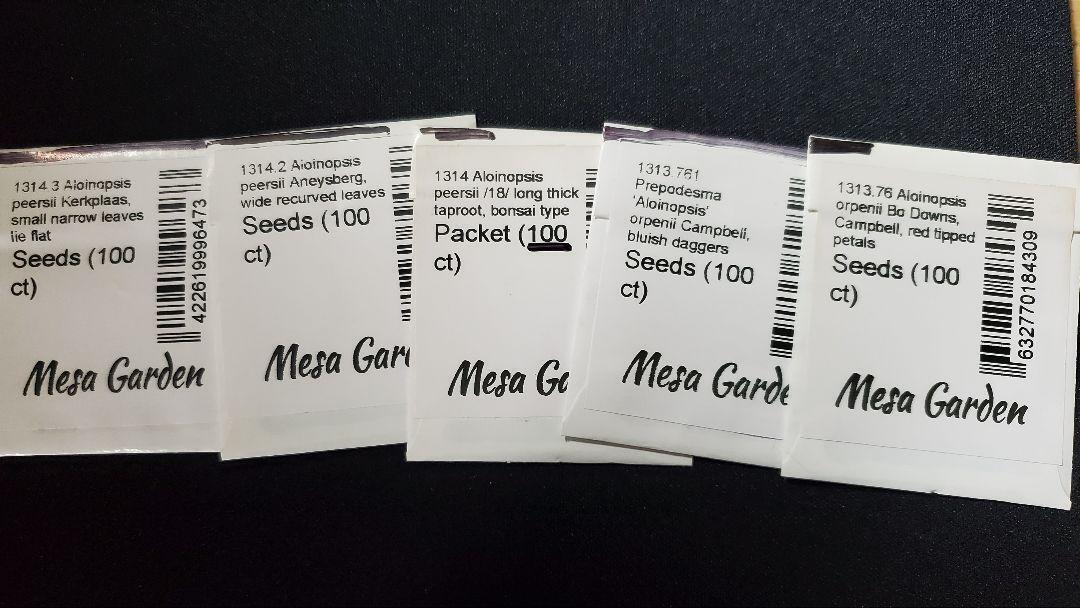 1314.3 Aloinopsis
peersii Kerkplaas,
small narrow leaves
lie flat
Seeds (100
ct)
422619996473
Mesa Garden
1314.2 Aloinopsis
peersii Aneysberg,
wide recurved leaves
Seeds (100
ct)
Mesa Gar
1314 Aloinopsis
peersii /18/ long thick
taproot, bonsai type
Packet (100
ct)
Mesa Ga
1313.761
Prepodesma
'Aloinopsis'
orpenii Campbell,
bluish daggers
Seeds (100
ct)
Mesa Garde
1313.76 Aloinopsis
orpenii Bo Downs,
Campbell, red tipped
petals
Seeds (100
ct)
632770184309
Mesa Garden